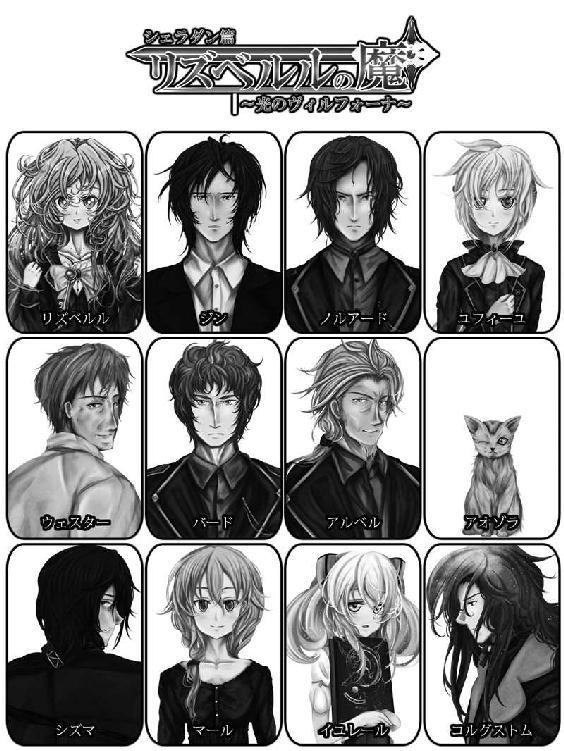 シェラダン篇
リズベルルの魔
～光のヴィルフォーナ～
リズベルル
ジン
ノルアード
ユフィーユ
ウェスター
バード
アルベル
アオゾラ
シズマ
マール
イユレール
コルグストム